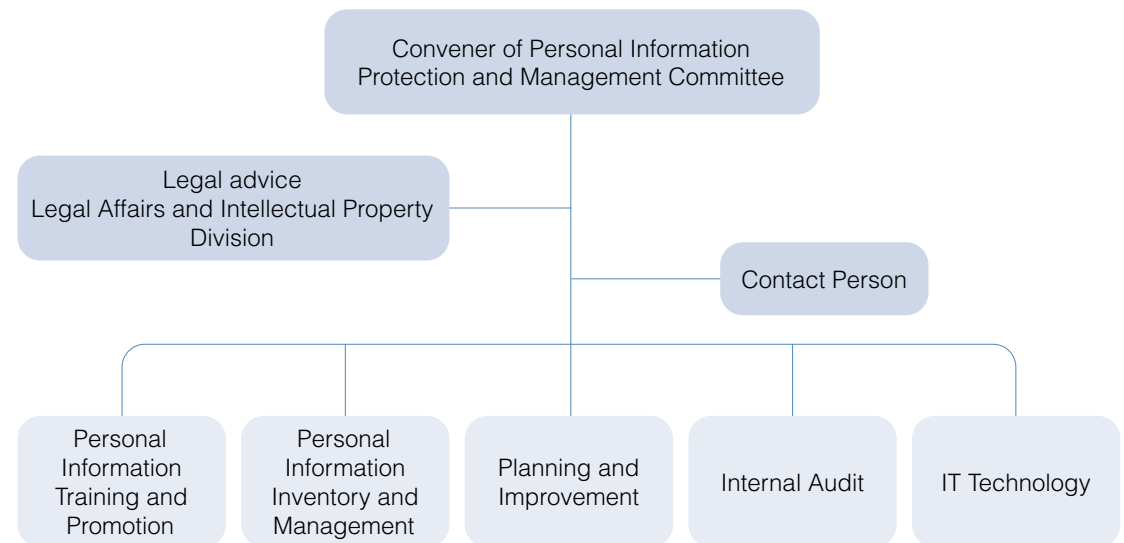 Convener of Personal Information
Protection and Management Committee
Legal advice
Legal Affairs and Intellectual Property
Division
Contact Person
Personal
Information
Training and
Promotion
Personal
Information
Inventory and
Management
Planning and
Improvement
Internal Audit
IT Technology